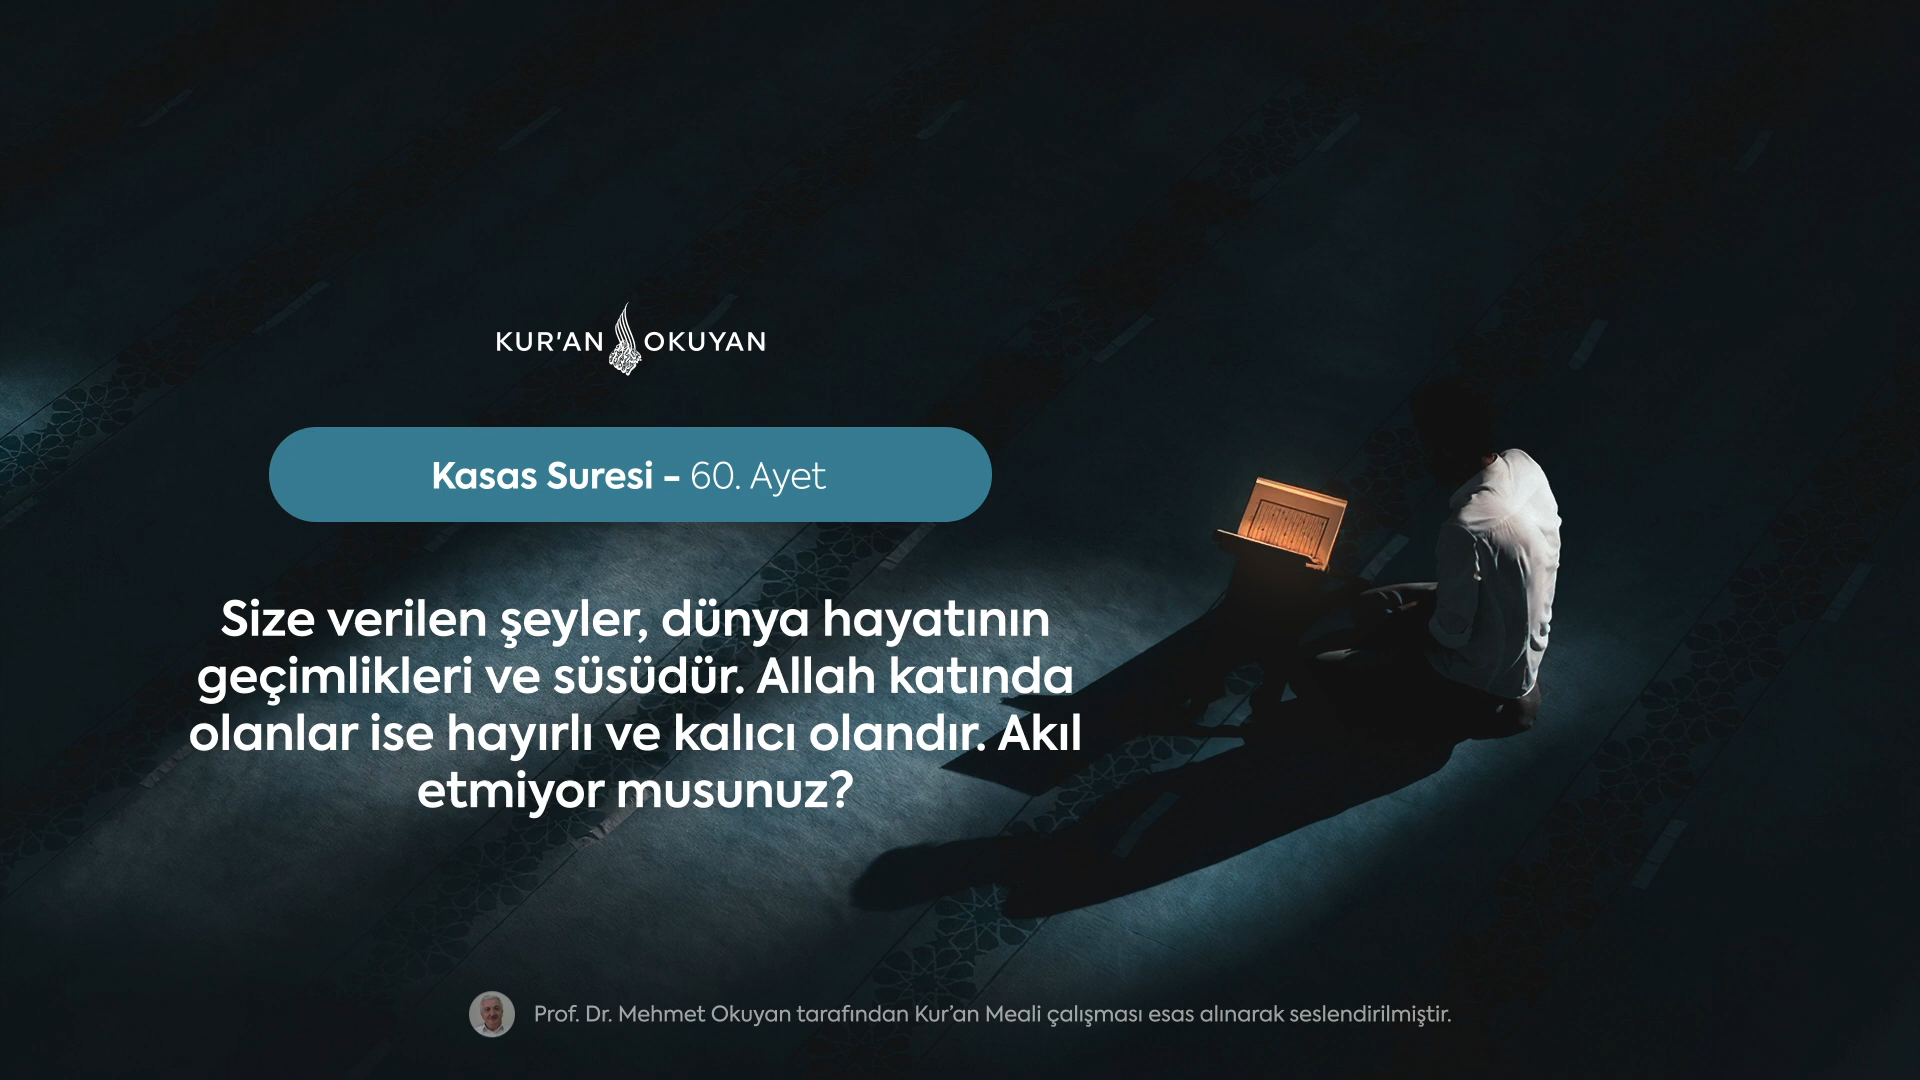 KUR'AN OKUYAN
Kasas Suresi - 60. Ayet
Size verilen şeyler, dünya hayatının
geçimlikleri ve süsüdür. Allah katında
olanlar ise hayırlı ve kalıcı olandır. Akıl
etmiyor musunuz?
Prof. Dr. Mehmet Okuyan tarafından Kur’an Meali çalışması esas alınarak seslendirilmiştir.